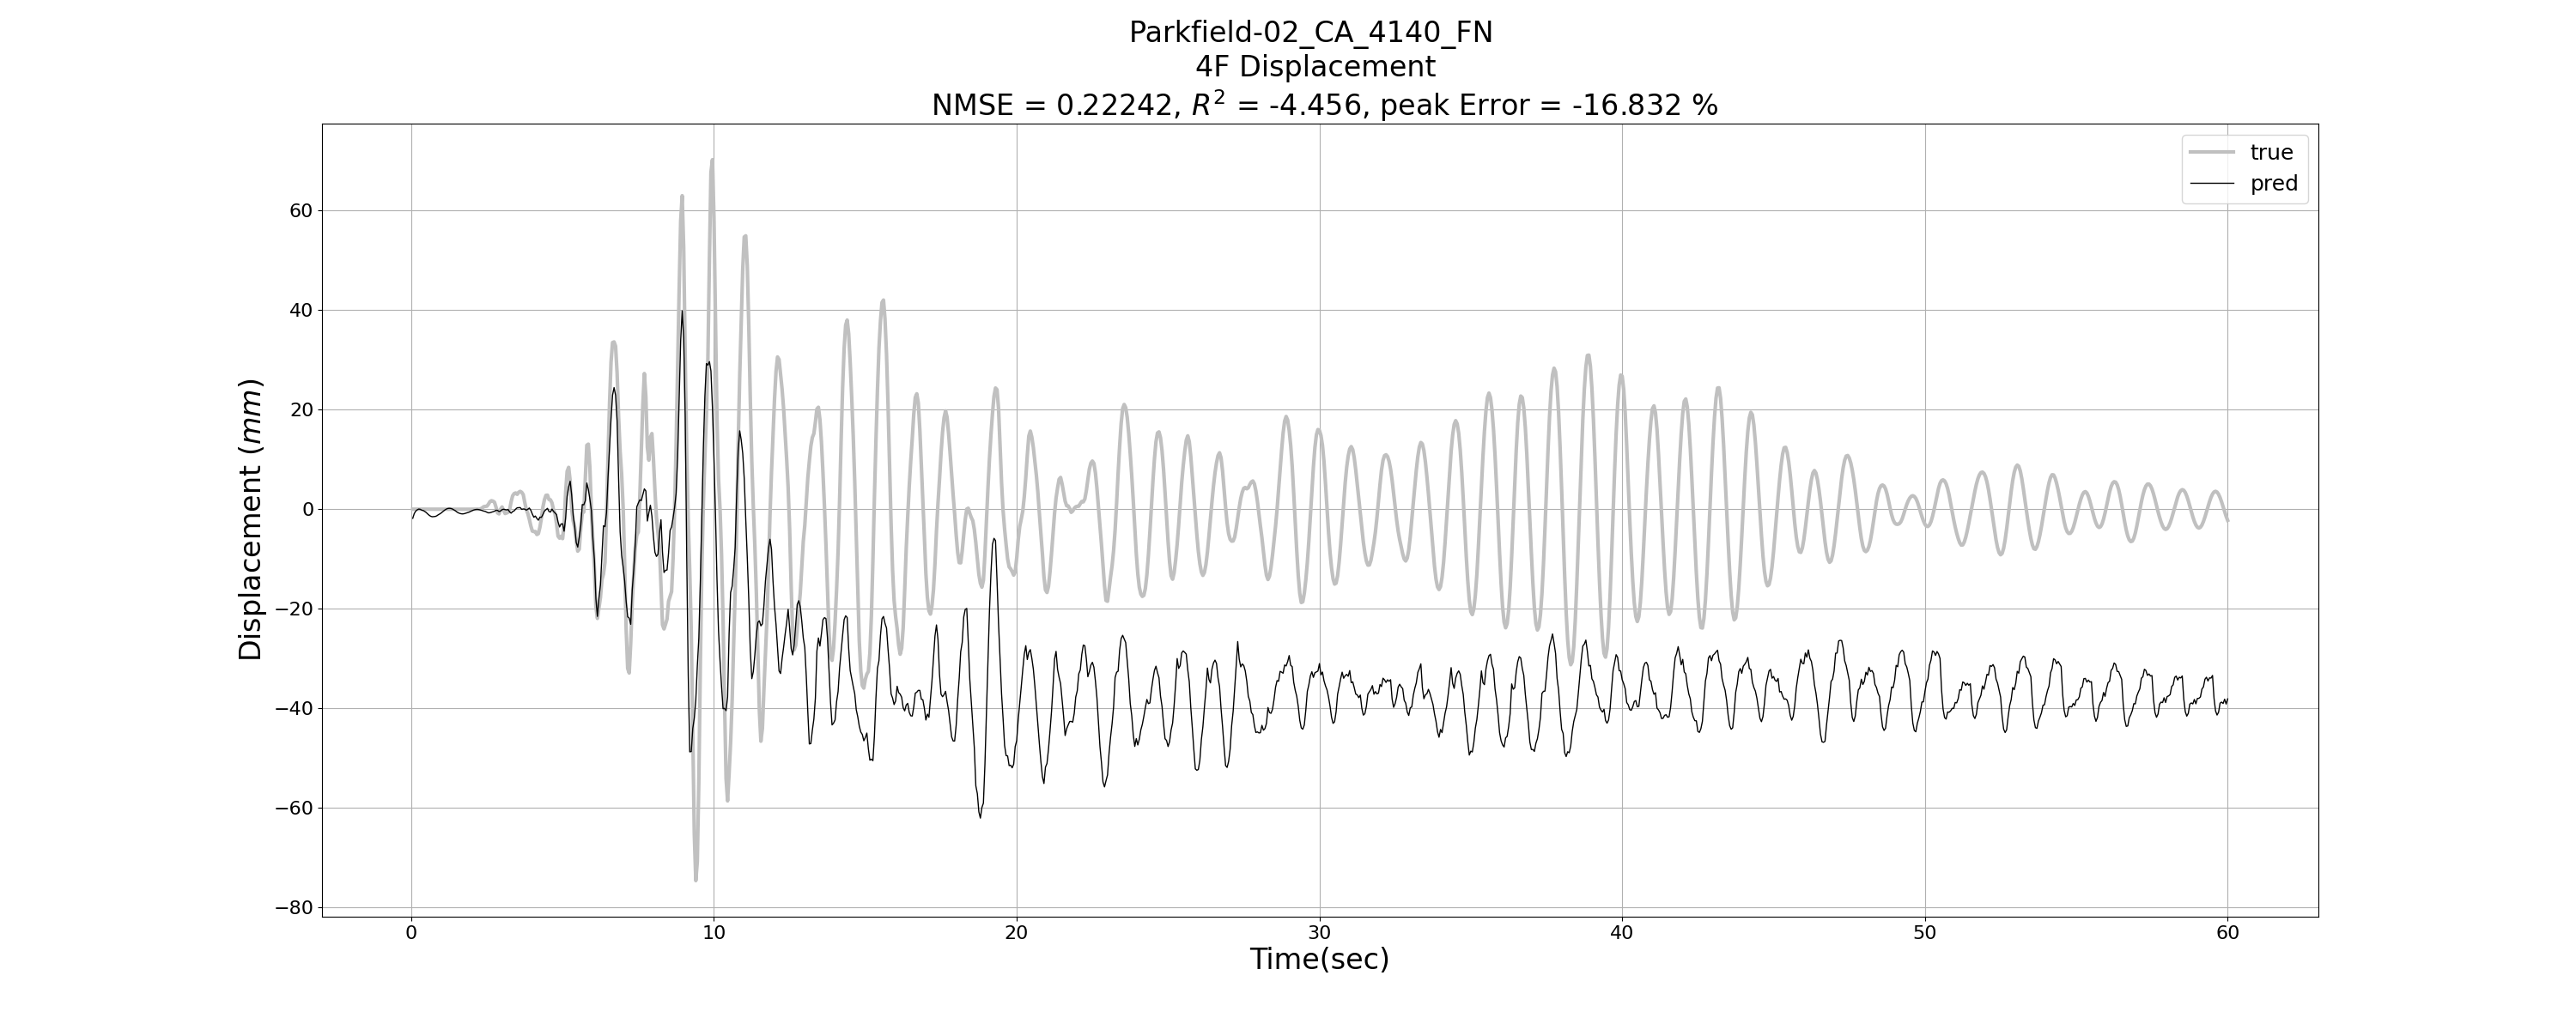 Parkfield-02_CA_4140_FN
4F Displacement
NMSE = 0.22242, R² = -4.456, peak Error = -16.832 %
true
pred
60
40
20
0
−20
−40
−60
−80
Displacement (mm)
0 10 20 30 40 50 60
Time(sec)